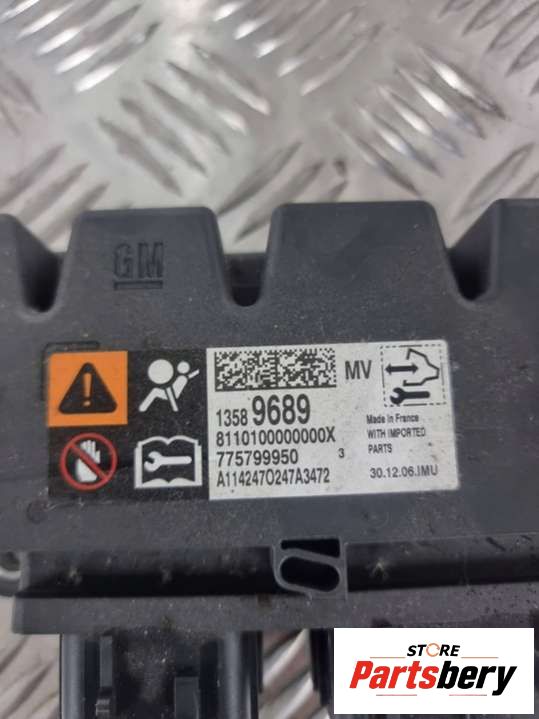 GM
MV
1358 9689
8110100000000X
775799950
3
A114247O247A3472
Made in France
WITH IMPORTED
PARTS
30.12.06.IMU
STORE
Partsbery